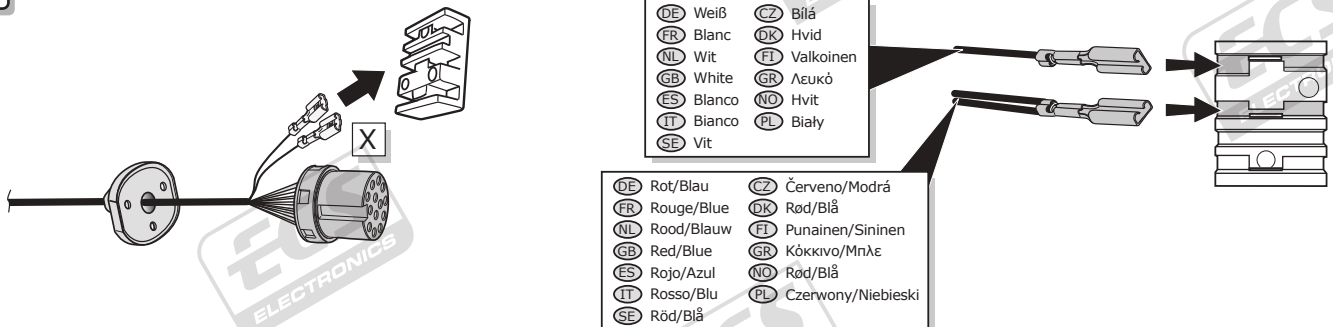 X
DE Weiß CZ Bílá
FR Blanc DK Hvid
NL Wit FI Valkoinen
GB White GR Λευκό
ES Blanco NO Hvit
IT Bianco PL Biały
SE Vit
DE Rot/Blau CZ Červeno/Modrá
FR Rouge/Blue DK Rød/Blå
NL Rood/Blauw FI Punainen/Sininen
GB Red/Blue GR Κόκκινο/Μπλε
ES Rojo/Azul NO Rød/Blå
IT Rosso/Blu PL Czerwony/Niebieski
SE Röd/Blå
ECS
ELECTRONICS